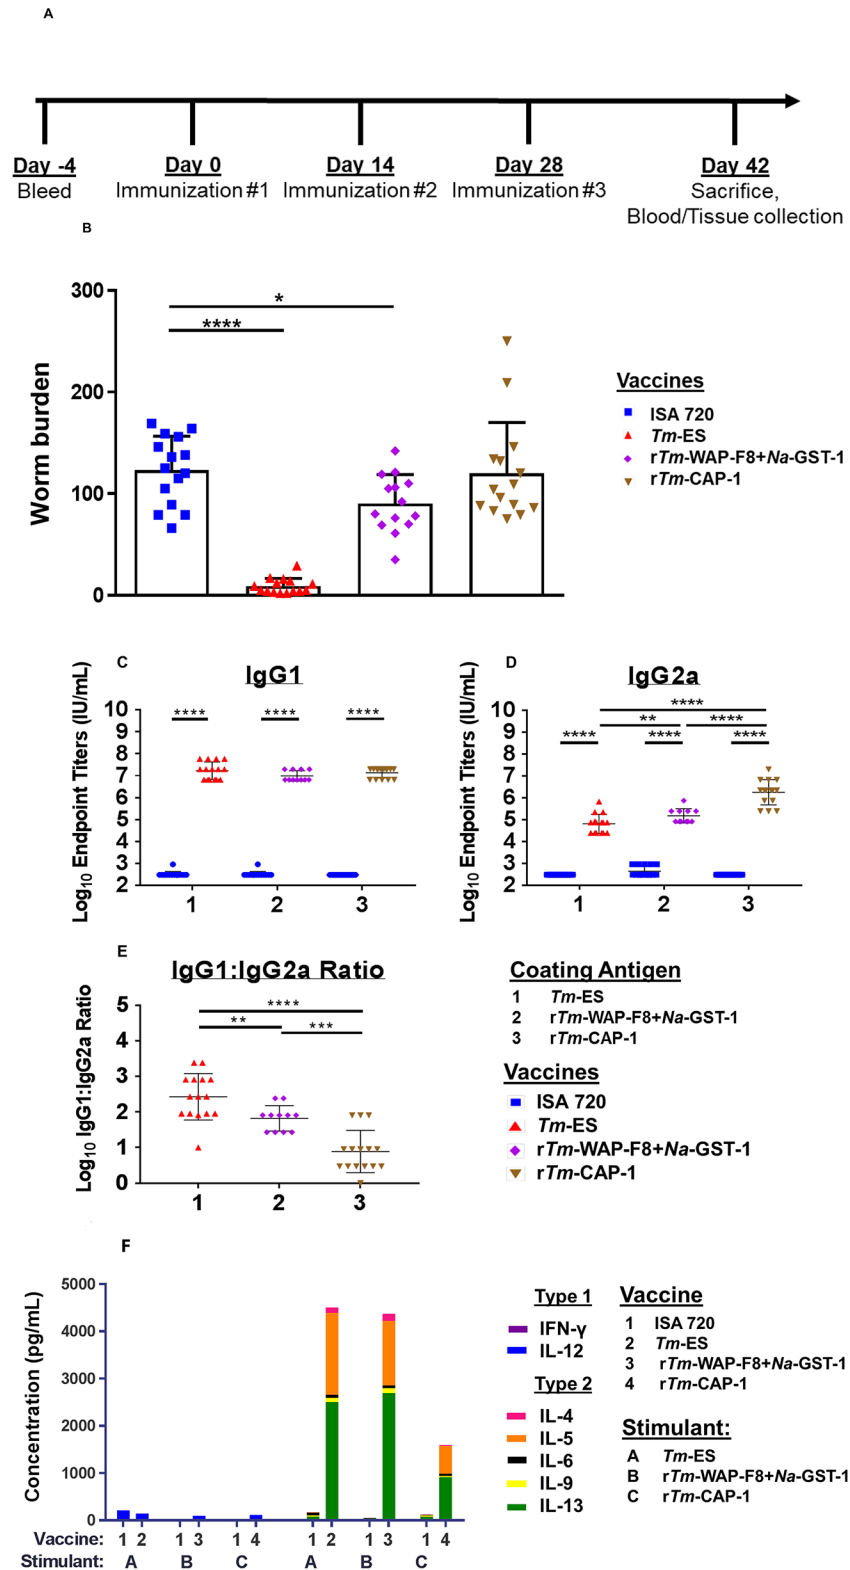 A
Day -4
Bleed
Day 0
Immunization #1
Day 14
Immunization #2
Day 28
Immunization #3
Day 42
Sacrifice,
Blood/Tissue collection
B
Worm burden
300
200
100
0
*
****
Vaccines
ISA 720
Tm-ES
rTm-WAP-F8+Na-GST-1
rTm-CAP-1
C
IgG1
Log10 Endpoint Titers (IU/mL)
10
9
8
7
6
5
4
3
2
**** **** ****
1 2 3
D
IgG2a
Log10 Endpoint Titers (IU/mL)
10
9
8
7
6
5
4
3
2
****
** ****
**** **** ****
1 2 3
E
IgG1:IgG2a Ratio
Log10 IgG1:IgG2a Ratio
5
4
3
2
1
0
****
** ***
1 2 3
Coating Antigen
1 Tm-ES
2 rTm-WAP-F8+Na-GST-1
3 rTm-CAP-1
Vaccines
ISA 720
Tm-ES
rTm-WAP-F8+Na-GST-1
rTm-CAP-1
F
Concentration (pg/mL)
5000
4000
3000
2000
1000
0
Vaccine: 1 2 1 3 1 4 1 2 1 3 1 4
Stimulant: A B C A B C
Type 1
IFN-γ
IL-12
Type 2
IL-4
IL-5
IL-6
IL-9
IL-13
Vaccine
1 ISA 720
2 Tm-ES
3 rTm-WAP-F8+Na-GST-1
4 rTm-CAP-1
Stimulant:
A Tm-ES
B rTm-WAP-F8+Na-GST-1
C rTm-CAP-1